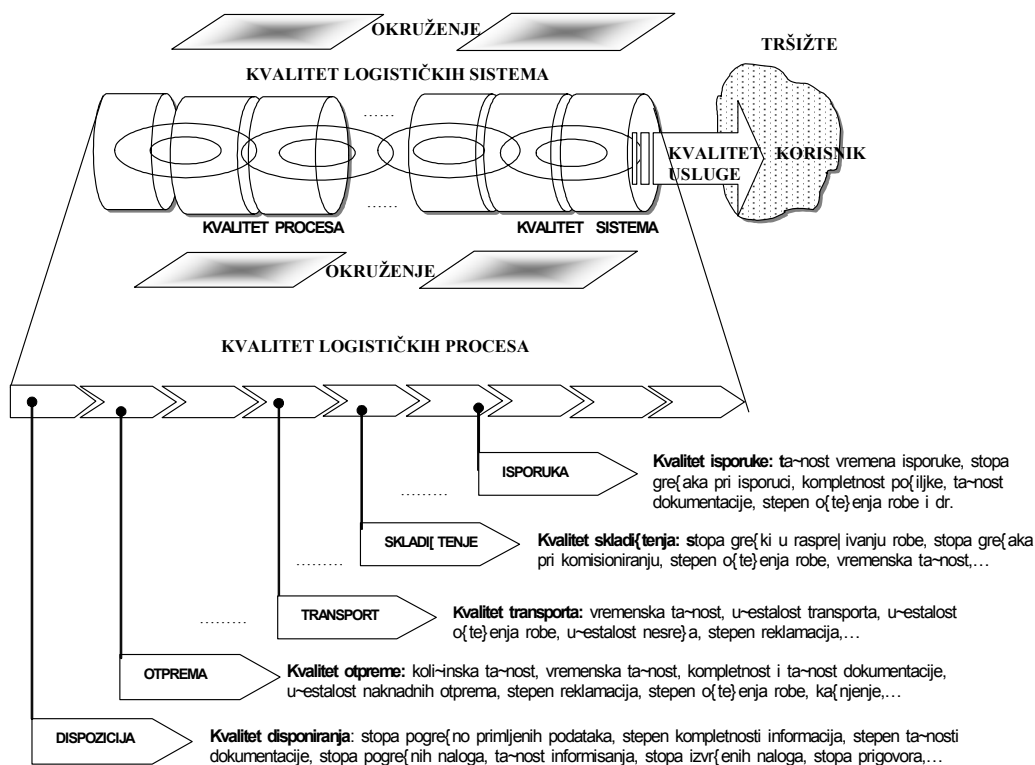 OKRUŽENJE
TRŠIŽTE
KVALITET LOGISTIČKIH SISTEMA
......
KVALITET KORISNIK
USLUGE
......
KVALITET PROCESA KVALITET SISTEMA
OKRUŽENJE
KVALITET LOGISTIČKIH PROCESA
ISPORUKA
Kvalitet isporuke: ta~nost vremena isporuke, stopa
gre{aka pri isporuci, kompletnost po{iljke, ta~nost
dokumentacije, stepen o{te}enja robe i dr.
.........
SKLADI[TENJE
Kvalitet skladi{tenja: stopa gre{ki u raspre|ivanju robe, stopa gre{aka
pri komisioniranju, stepen o{te}enja robe, vremenska ta~nost,...
.........
TRANSPORT
Kvalitet transporta: vremenska ta~nost, u~estalost transporta, u~estalost
o{te}enja robe, u~estalost nesre}a, stepen reklamacija,...
.........
OTPREMA
Kvalitet otpreme: koli~inska ta~nost, vremenska ta~nost, kompletnost i ta~nost dokumentacije,
u~estalost naknadnih otprema, stepen reklamacija, stepen o{te}enja robe, ka{njenje,...
DISPOZICIJA
Kvalitet disponiranja: stopa pogre{no primljenih podataka, stepen kompletnosti informacija, stepen ta~nosti
dokumentacije, stopa pogre{nih naloga, ta~nost informisanja, stopa izvr{enih naloga, stopa prigovora,...